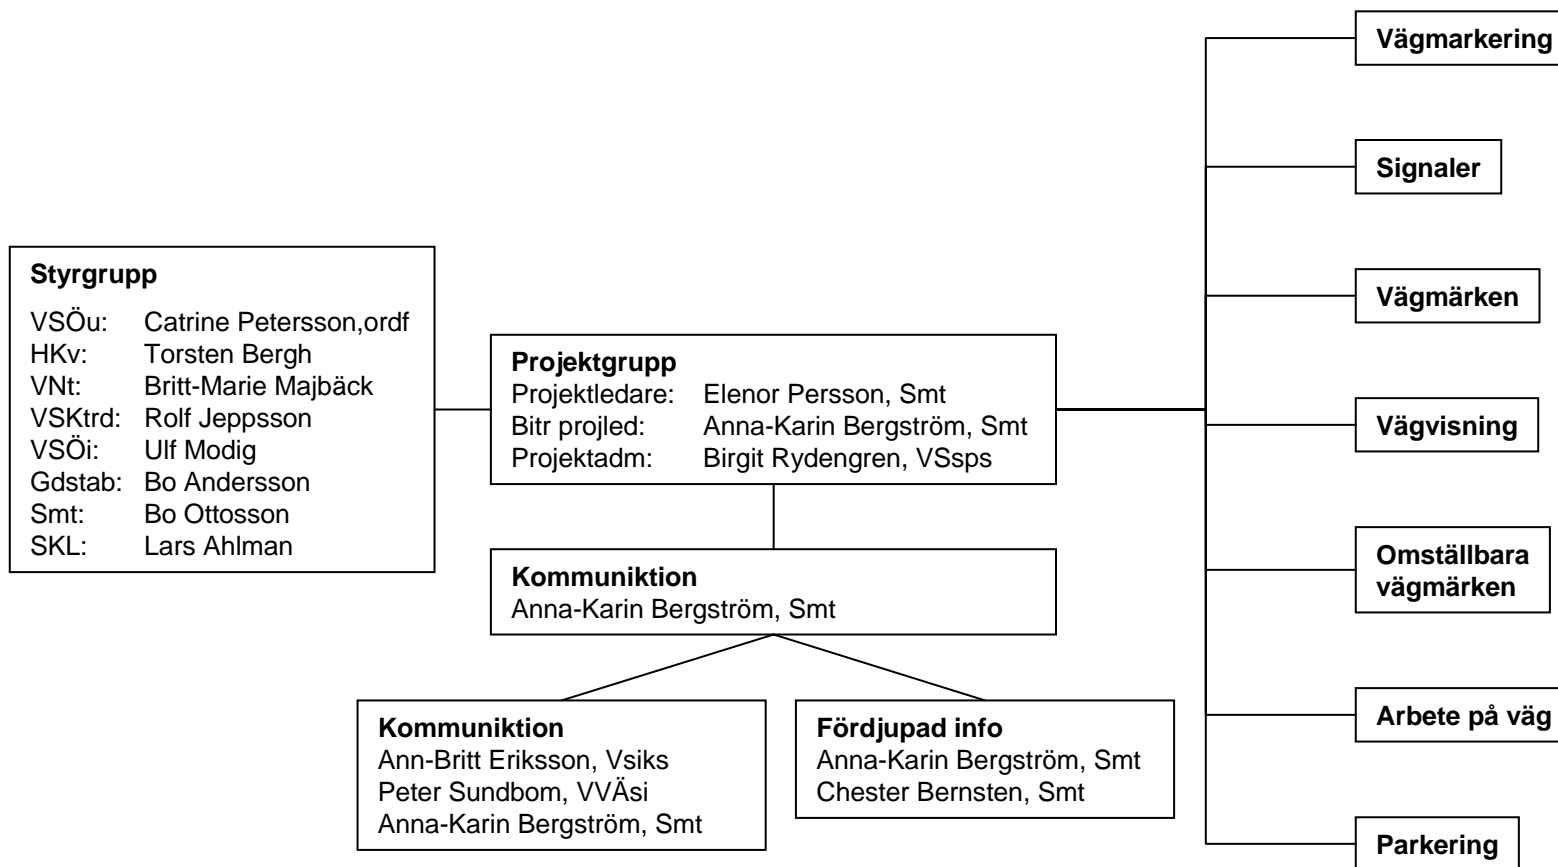 Styrgrupp
VSÖu: Catrine Petersson,ordf
HKv: Torsten Bergh
VNt: Britt-Marie Majbäck
VSKtrd: Rolf Jeppsson
VSÖi: Ulf Modig
Gdstab: Bo Andersson
Smt: Bo Ottosson
SKL: Lars Ahlman
Projektgrupp
Projektledare: Elenor Persson, Smt
Bitr projled: Anna-Karin Bergström, Smt
Projektadm: Birgit Rydengren, VSsps
Kommuniktion
Anna-Karin Bergström, Smt
Kommuniktion
Ann-Britt Eriksson, Vsiks
Peter Sundbom, VVÄsi
Anna-Karin Bergström, Smt
Fördjupad info
Anna-Karin Bergström, Smt
Chester Bernsten, Smt
Vägmarkering
Signaler
Vägmärken
Vägvisning
Omställbara
vägmärken
Arbete på väg
Parkering